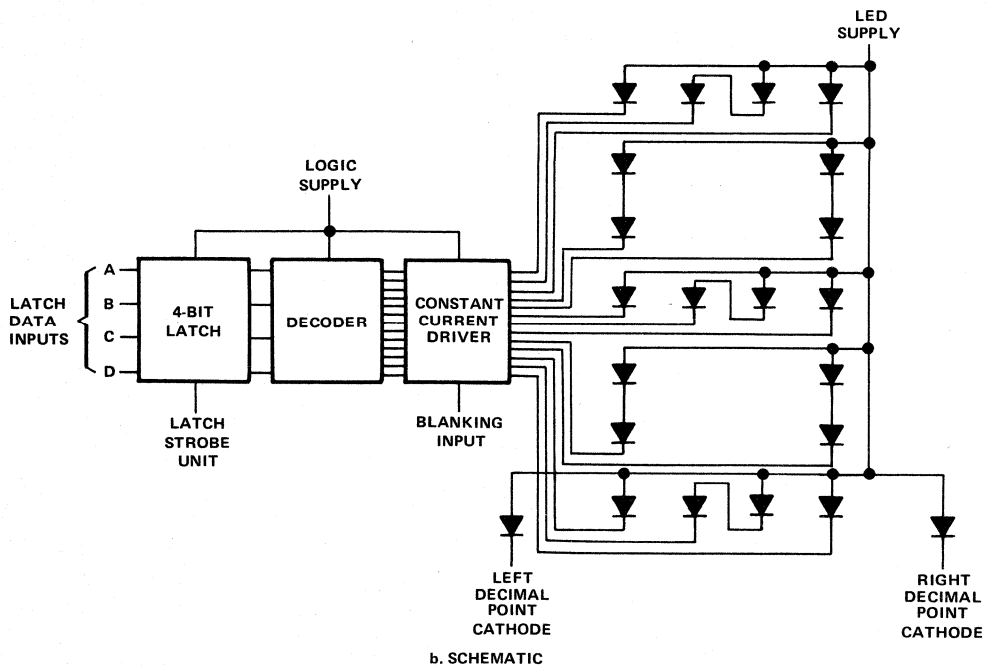 LED
SUPPLY
LOGIC
SUPPLY
LATCH
DATA
INPUTS
A
B
C
D
4-BIT
LATCH
DECODER
CONSTANT
CURRENT
DRIVER
LATCH
STROBE
UNIT
BLANKING
INPUT
LEFT
DECIMAL
POINT
CATHODE
RIGHT
DECIMAL
POINT
CATHODE
b. SCHEMATIC